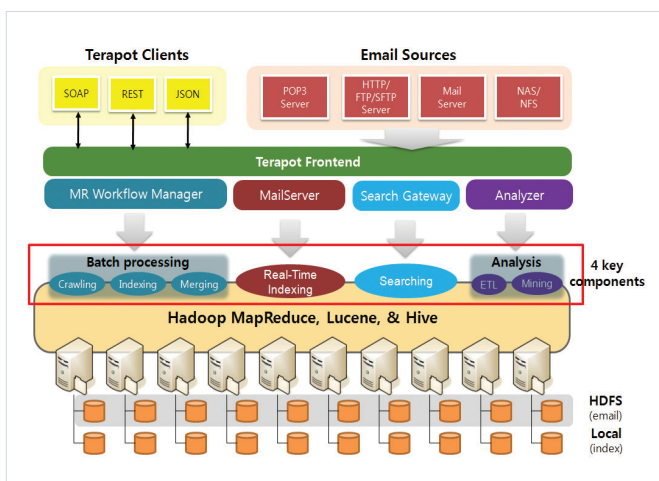 Terapot Clients
Email Sources
SOAP
REST
JSON
POP3
Server
HTTP/
FTP/SFTP
Server
Mail
Server
NAS/
NFS
Terapot Frontend
MR Workflow Manager
MailServer
Search Gateway
Analyzer
Batch processing
Crawling
Indexing
Merging
Real-Time
Indexing
Searching
Analysis
ETL
Mining
4 key
components
Hadoop MapReduce, Lucene, & Hive
HDFS
(email)
Local
(index)